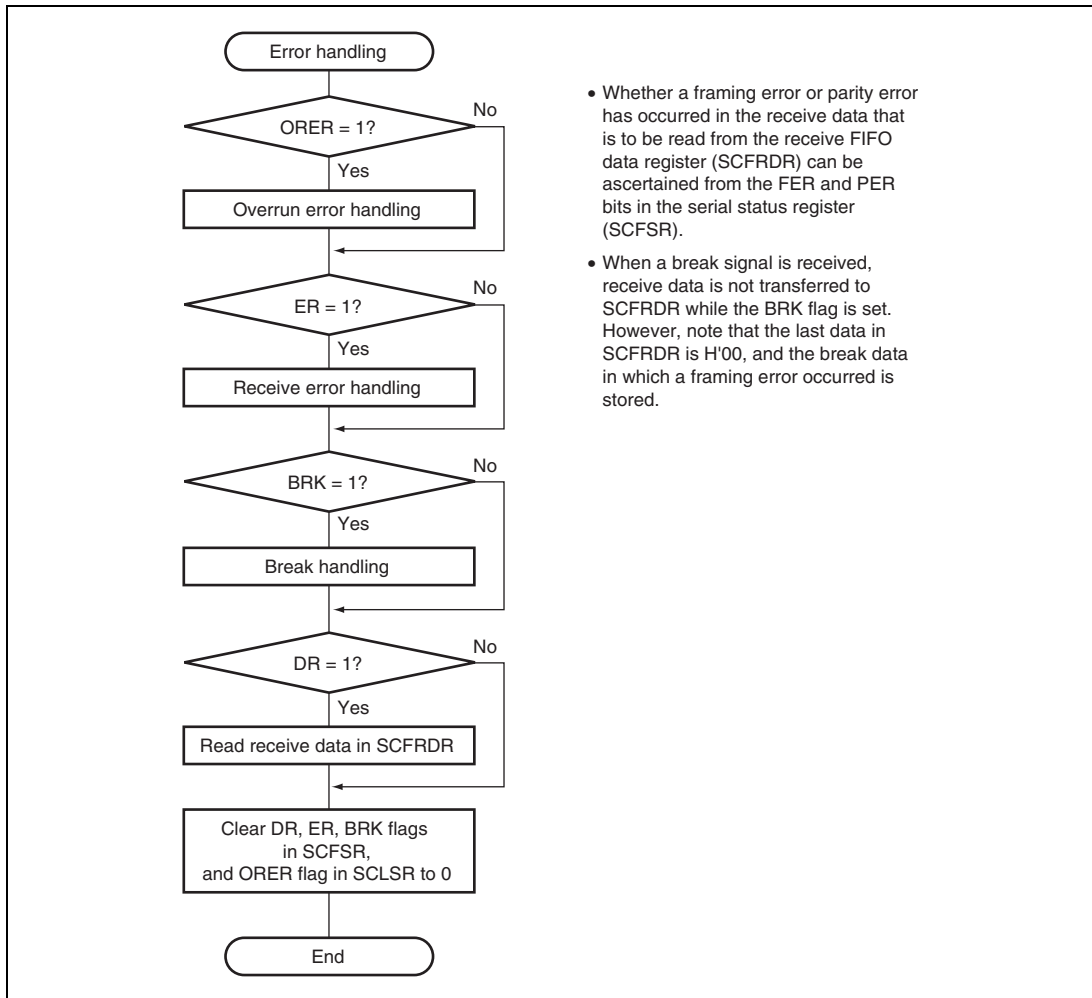 Error handling
No
ORER = 1?
Yes
Overrun error handling
No
ER = 1?
Yes
Receive error handling
No
BRK = 1?
Yes
Break handling
No
DR = 1?
Yes
Read receive data in SCFRDR
Clear DR, ER, BRK flags
in SCFSR,
and ORER flag in SCLSR to 0
End
• Whether a framing error or parity error
has occurred in the receive data that
is to be read from the receive FIFO
data register (SCFRDR) can be
ascertained from the FER and PER
bits in the serial status register
(SCFSR).
• When a break signal is received,
receive data is not transferred to
SCFRDR while the BRK flag is set.
However, note that the last data in
SCFRDR is H'00, and the break data
in which a framing error occurred is
stored.